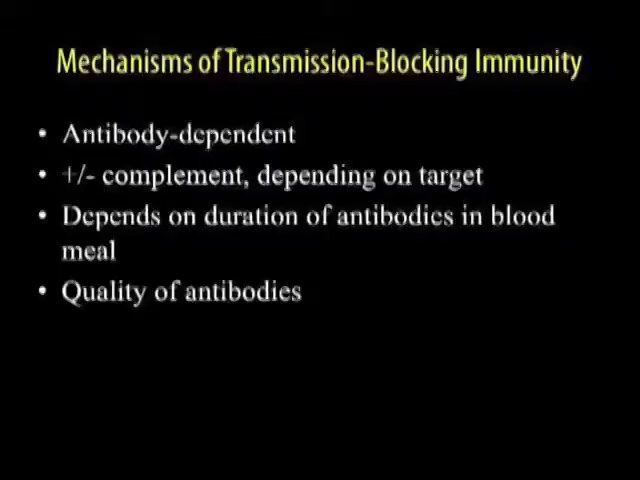 Mechanisms of Transmission-Blocking Immunity
• Antibody-dependent
• +/- complement, depending on target
• Depends on duration of antibodies in blood
meal
• Quality of antibodies